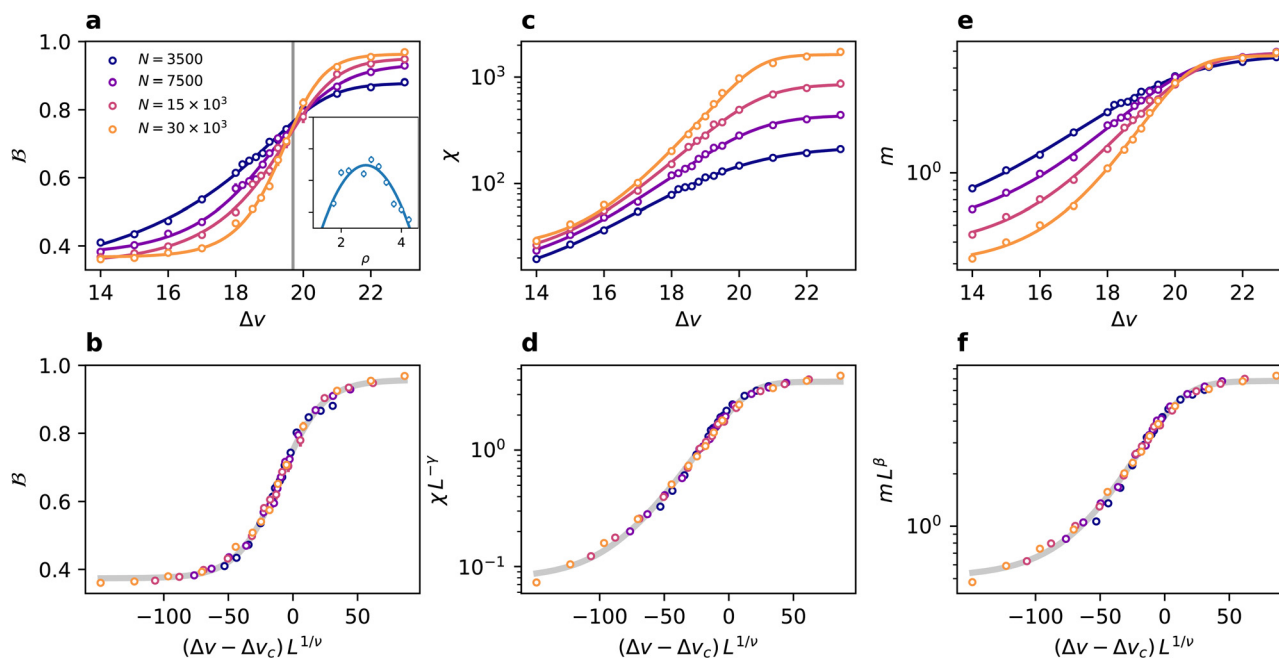 a
1.0
0.8
0.6
0.4
ℬ
N = 3500
N = 7500
N = 15 × 10³
N = 30 × 10³
2 4
ρ
14 16 18 20 22
Δv
c
10³
10²
χ
14 16 18 20 22
Δv
e
10⁰
m
14 16 18 20 22
Δv
b
1.0
0.8
0.6
0.4
ℬ
−100 −50 0 50
(Δv − Δv_c) L^{1/ν}
d
10⁰
10⁻¹
χ L^{−γ}
−100 −50 0 50
(Δv − Δv_c) L^{1/ν}
f
10⁰
m L^β
−100 −50 0 50
(Δv − Δv_c) L^{1/ν}